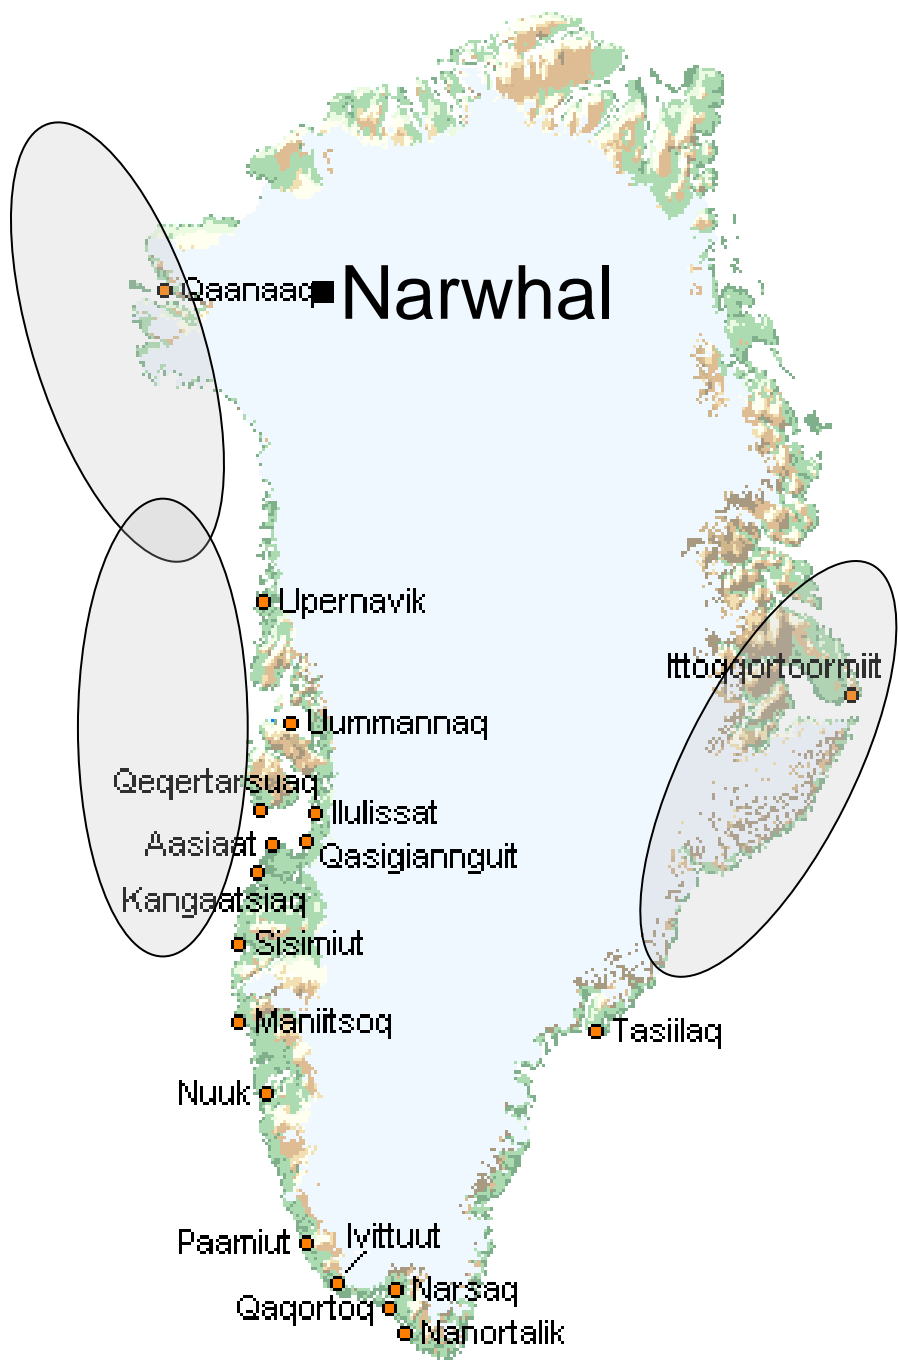 Qaanaaq
Narwhal
Upernavik
Ittoqqortoormiit
Uummannaq
Qeqertarsuaq
Ilulissat
Aasiaat
Qasigiannguit
Kangaatsiaq
Sisimiut
Maniitsoq
Tasiilaq
Nuuk
Ivittuut
Paamiut
Narsaq
Qaqortoq
Nanortalik